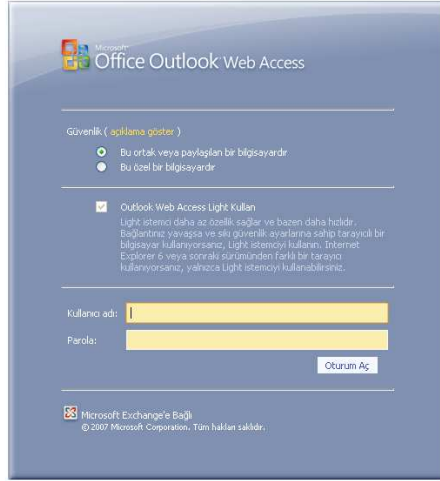 Microsoft
Office Outlook Web Access
Güvenlik ( açıklama göster )
Bu ortak veya paylaşılan bir bilgisayardır
Bu özel bir bilgisayardır
Outlook Web Access Light Kullan
Light istemci daha az özellik sağlar ve bazen daha hızlıdır.
Bağlantınız yavaşsa ve sıkı güvenlik ayarlarına sahip tarayıcılı bir
bilgisayar kullanıyorsanız, Light istemciyi kullanın. Internet
Explorer 6 veya sonraki sürümünden farklı bir tarayıcı
kullanıyorsanız, yalnızca Light istemciyi kullanabilirsiniz.
Kullanıcı adı:
Parola:
Oturum Aç
Microsoft Exchange'e Bağlı
© 2007 Microsoft Corporation. Tüm hakları saklıdır.